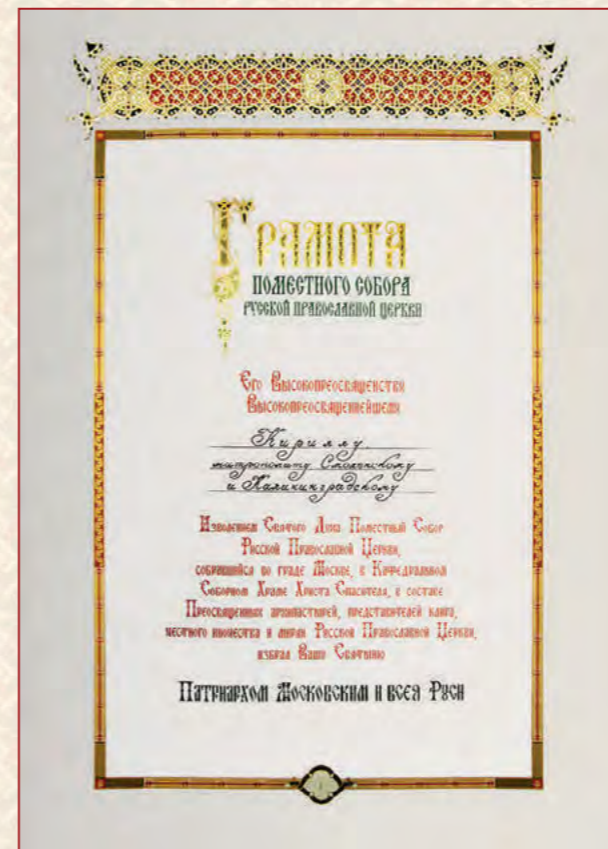 Грамота
Поместного Собора
Русской Православной Церкви
Его Высокопреосвященству
Высокопреосвященнейшему
Кириллу,
митрополиту Смоленскому
и Калининградскому
Изволением Святого Духа Поместный Собор
Русской Православной Церкви,
собравшийся во граде Москве, в Кафедральном
Соборном Храме Христа Спасителя, в составе
Преосвященных архипастырей, представителей клира,
честного иночества и мирян Русской Православной Церкви,
избрал Вашу Святыню
Патриархом Московским и всея Руси